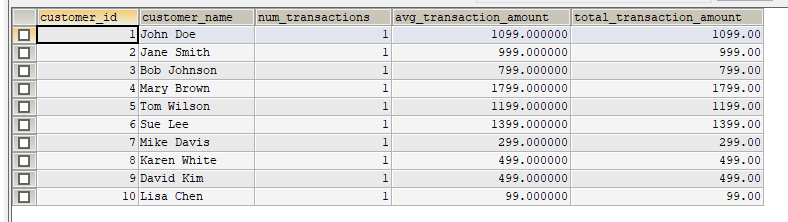 customer_id customer_name num_transactions avg_transaction_amount total_transaction_amount
1 John Doe 1 1099.000000 1099.00
2 Jane Smith 1 999.000000 999.00
3 Bob Johnson 1 799.000000 799.00
4 Mary Brown 1 1799.000000 1799.00
5 Tom Wilson 1 1199.000000 1199.00
6 Sue Lee 1 1399.000000 1399.00
7 Mike Davis 1 299.000000 299.00
8 Karen White 1 499.000000 499.00
9 David Kim 1 499.000000 499.00
10 Lisa Chen 1 99.000000 99.00